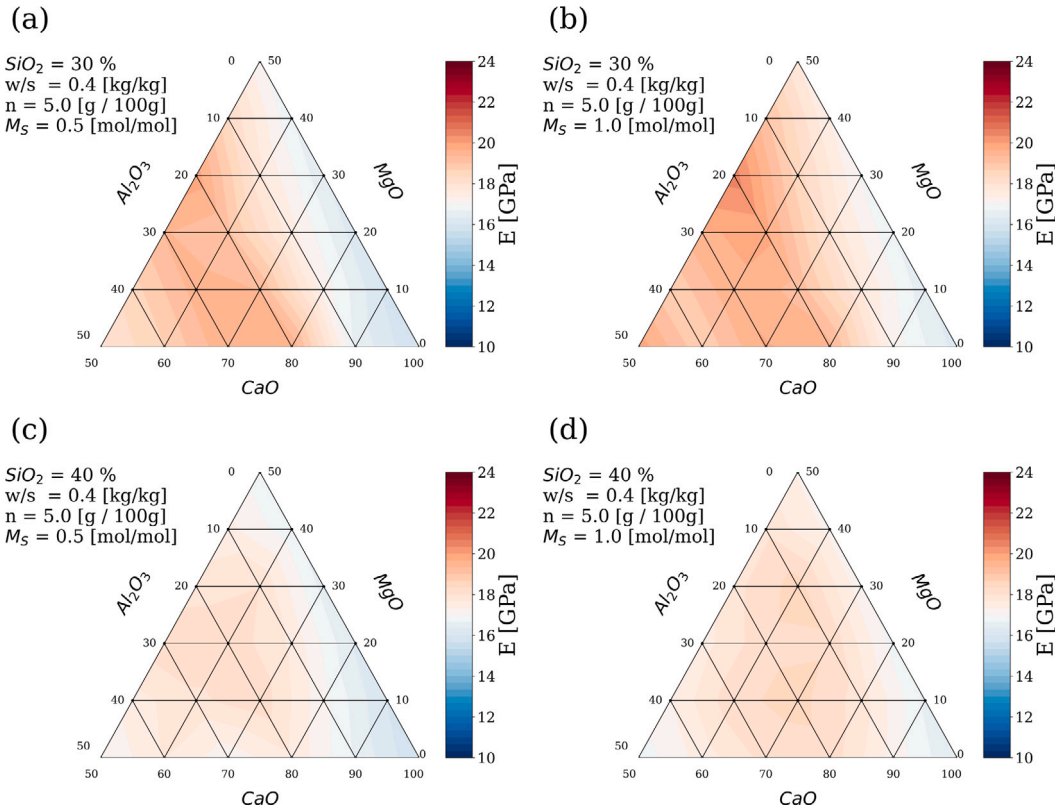 (a)
SiO₂ = 30 %
w/s = 0.4 [kg/kg]
n = 5.0 [g / 100g]
M_S = 0.5 [mol/mol]
0 50
10 40
20 30
30 20
40 10
50 0
50 60 70 80 90 100
Al₂O₃
MgO
CaO
24
22
20
18
16
14
12
10
E [GPa]
(b)
SiO₂ = 30 %
w/s = 0.4 [kg/kg]
n = 5.0 [g / 100g]
M_S = 1.0 [mol/mol]
0 50
10 40
20 30
30 20
40 10
50 0
50 60 70 80 90 100
Al₂O₃
MgO
CaO
24
22
20
18
16
14
12
10
E [GPa]
(c)
SiO₂ = 40 %
w/s = 0.4 [kg/kg]
n = 5.0 [g / 100g]
M_S = 0.5 [mol/mol]
0 50
10 40
20 30
30 20
40 10
50 0
50 60 70 80 90 100
Al₂O₃
MgO
CaO
24
22
20
18
16
14
12
10
E [GPa]
(d)
SiO₂ = 40 %
w/s = 0.4 [kg/kg]
n = 5.0 [g / 100g]
M_S = 1.0 [mol/mol]
0 50
10 40
20 30
30 20
40 10
50 0
50 60 70 80 90 100
Al₂O₃
MgO
CaO
24
22
20
18
16
14
12
10
E [GPa]